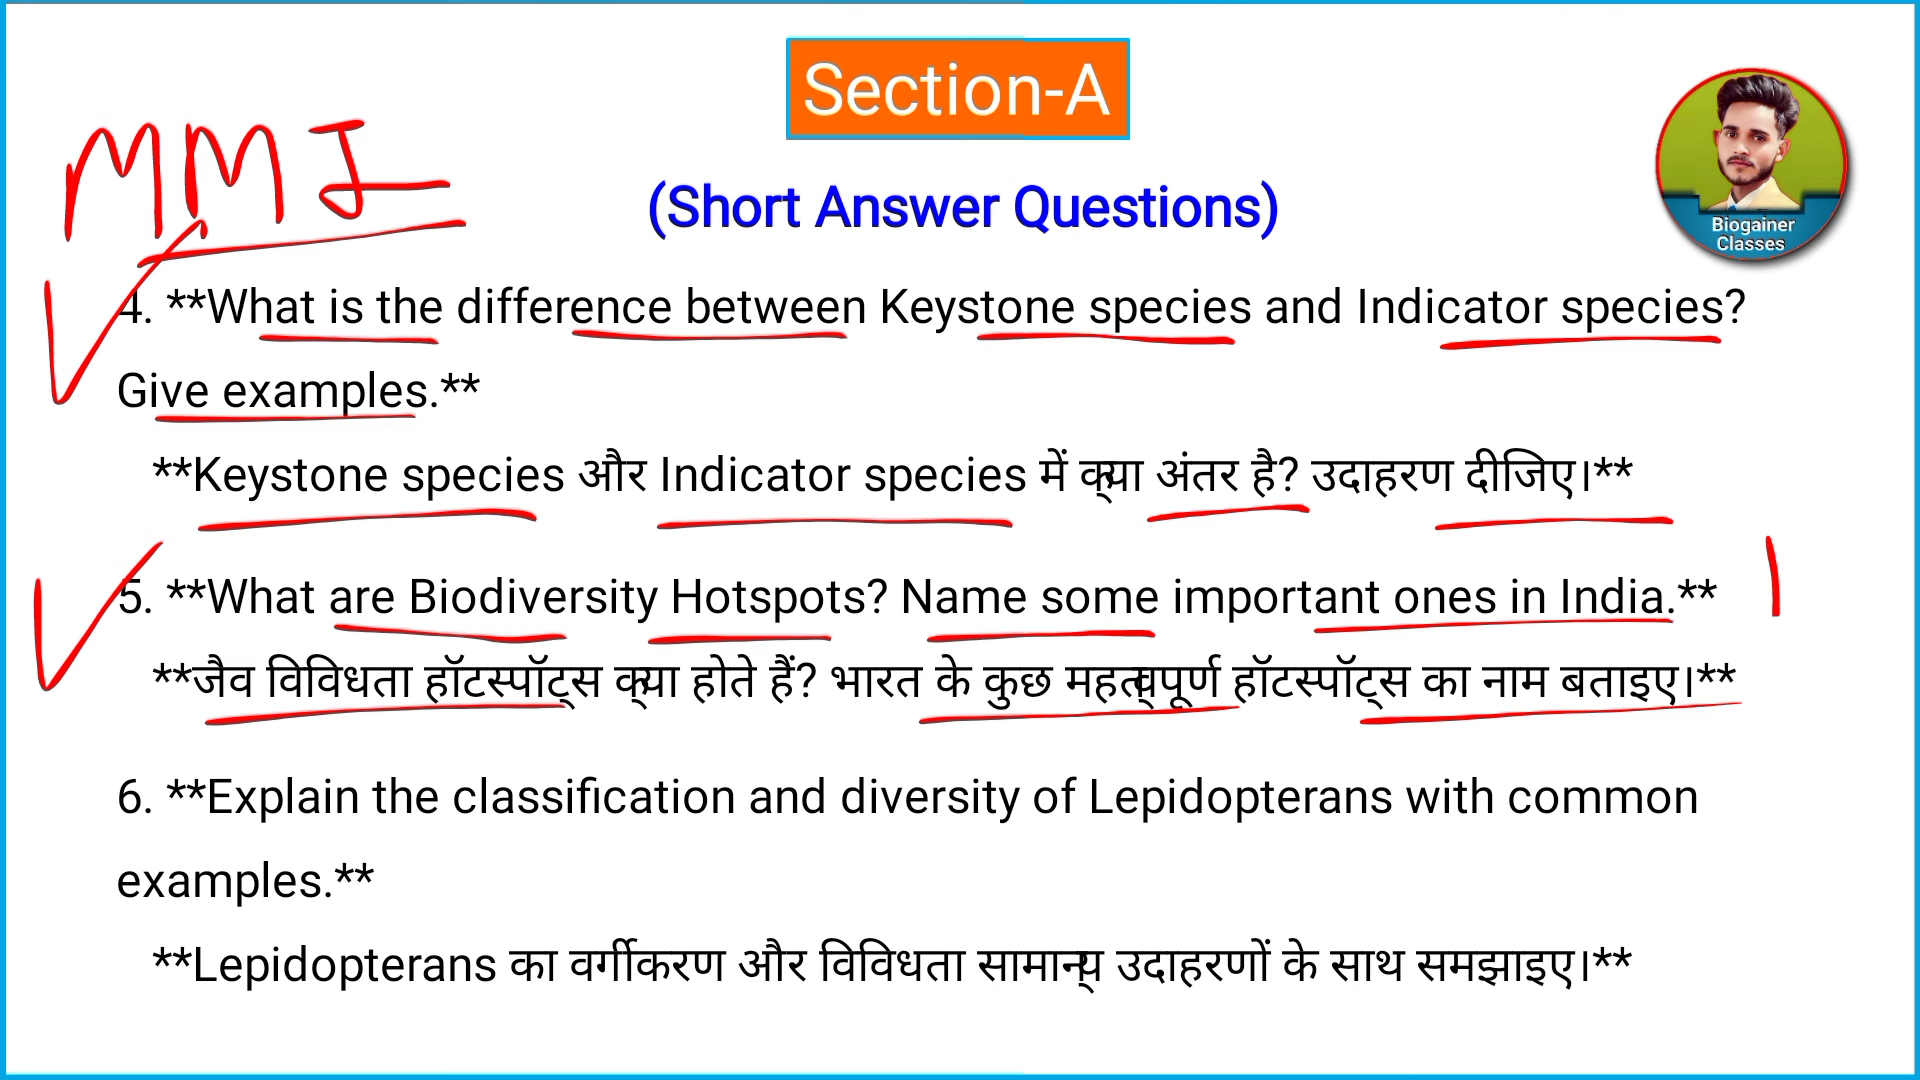 Section-A
MMI
(Short Answer Questions)
Biogainer
Classes
4. **What is the difference between Keystone species and Indicator species?
Give examples.**
**Keystone species और Indicator species में क्या अंतर है? उदाहरण दीजिए।**
5. **What are Biodiversity Hotspots? Name some important ones in India.**
**जैव विविधता हॉटस्पॉट्स क्या होते हैं? भारत के कुछ महत्वपूर्ण हॉटस्पॉट्स का नाम बताइए।**
6. **Explain the classification and diversity of Lepidopterans with common
examples.**
**Lepidopterans का वर्गीकरण और विविधता सामान्य उदाहरणों के साथ समझाइए।**